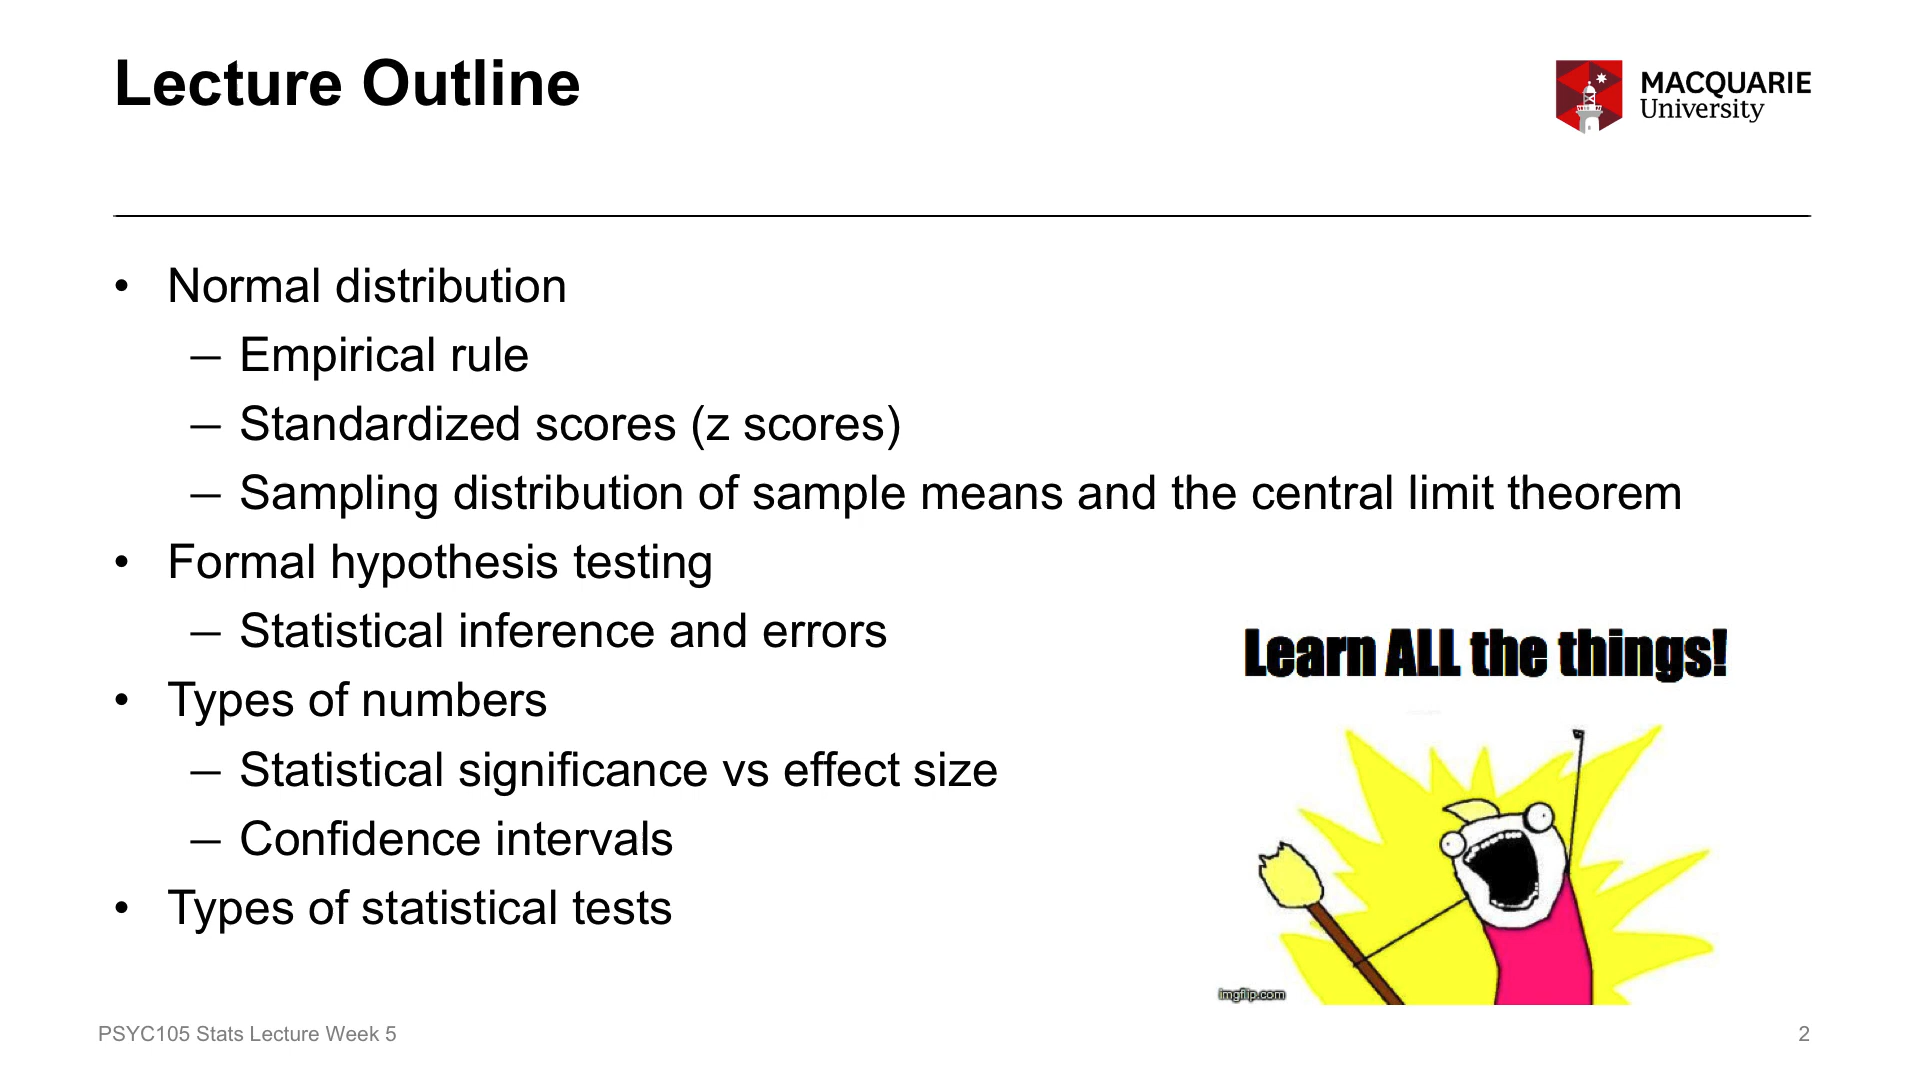 Lecture Outline
MACQUARIE
University
• Normal distribution
— Empirical rule
— Standardized scores (z scores)
— Sampling distribution of sample means and the central limit theorem
• Formal hypothesis testing
— Statistical inference and errors
• Types of numbers
— Statistical significance vs effect size
— Confidence intervals
• Types of statistical tests
Learn ALL the things!
imgflip.com
PSYC105 Stats Lecture Week 5
2